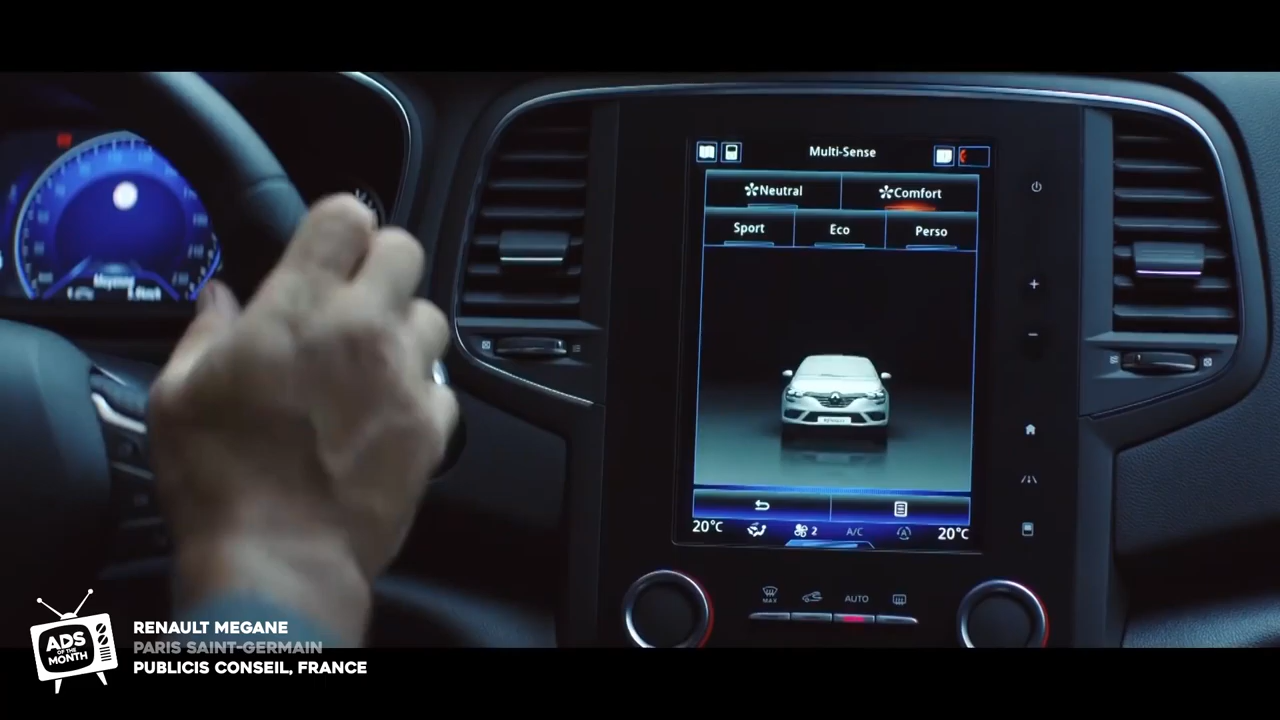 Multi-Sense
Neutral
Comfort
Sport
Eco
Perso
RENAULT
20°C
2
A/C
A
20°C
MAX
AUTO
ADS
OF THE
MONTH
RENAULT MEGANE
PARIS SAINT-GERMAIN
PUBLICIS CONSEIL, FRANCE